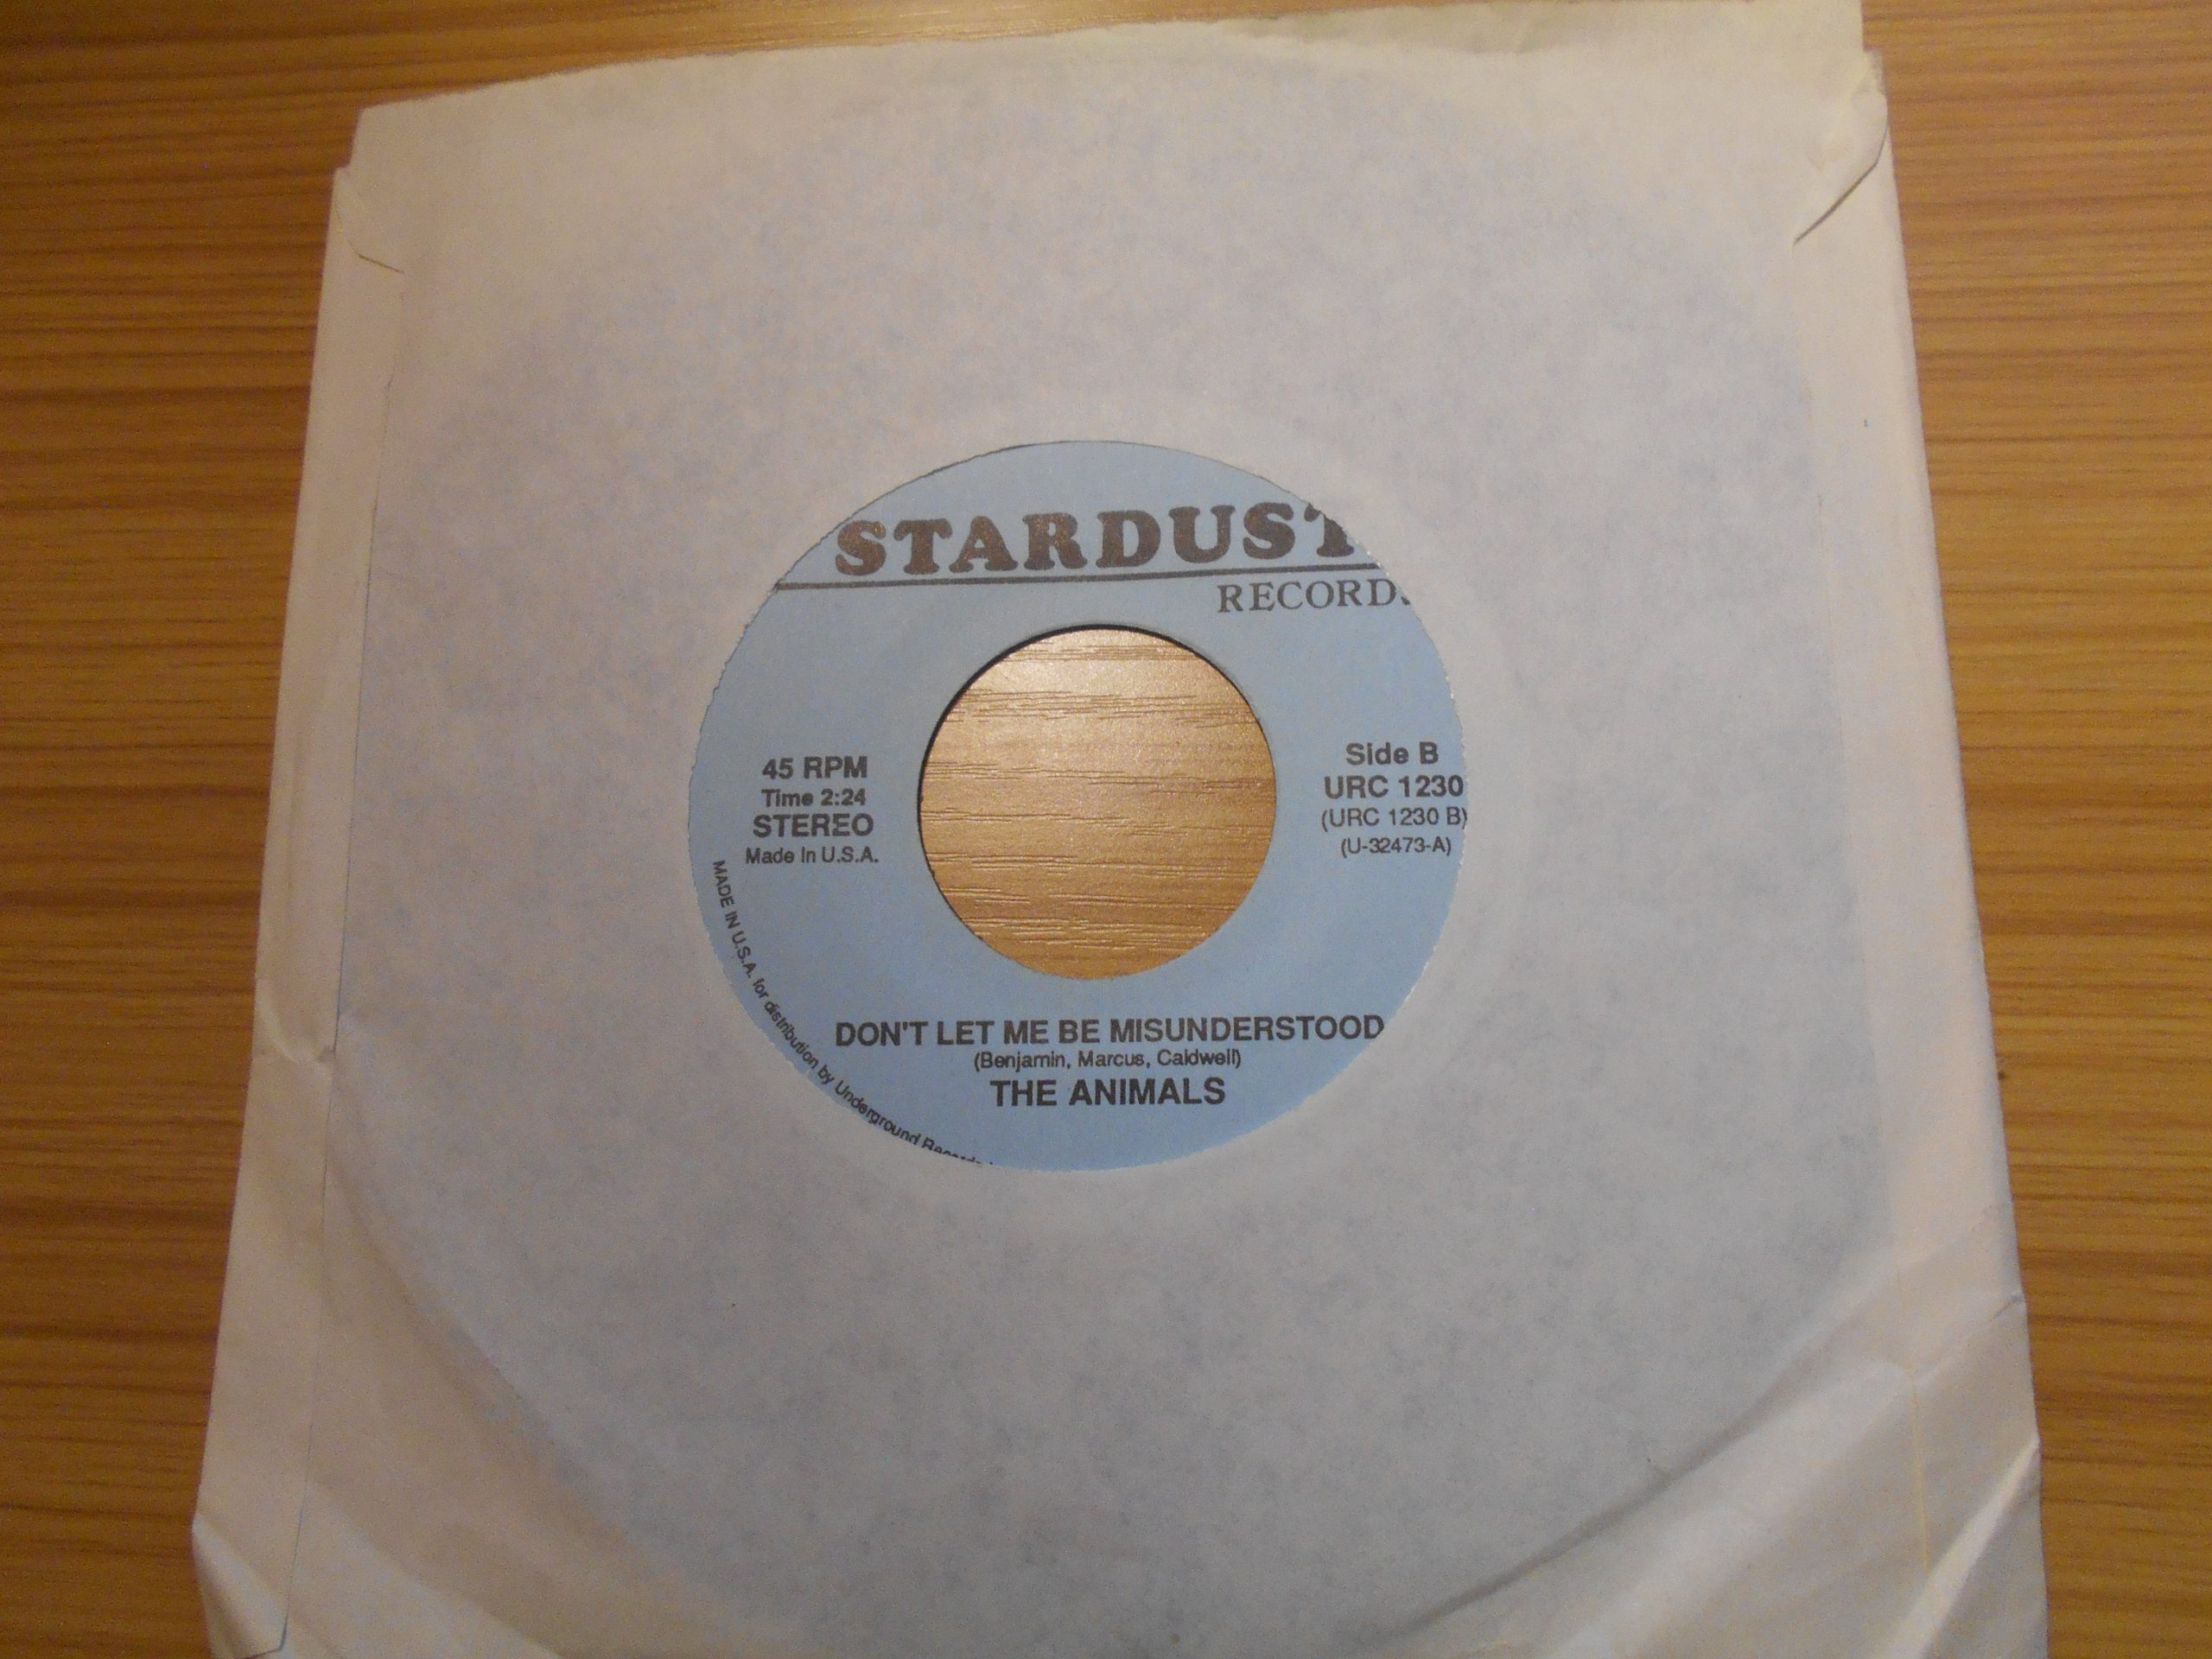 STARDUST
RECORDS
45 RPM
Time 2:24
STEREO
Made in U.S.A.
Side B
URC 1230
(URC 1230 B)
(U-32473-A)
MADE IN U.S.A. for distribution by Underground Records
DON'T LET ME BE MISUNDERSTOOD
(Benjamin, Marcus, Caldwell)
THE ANIMALS